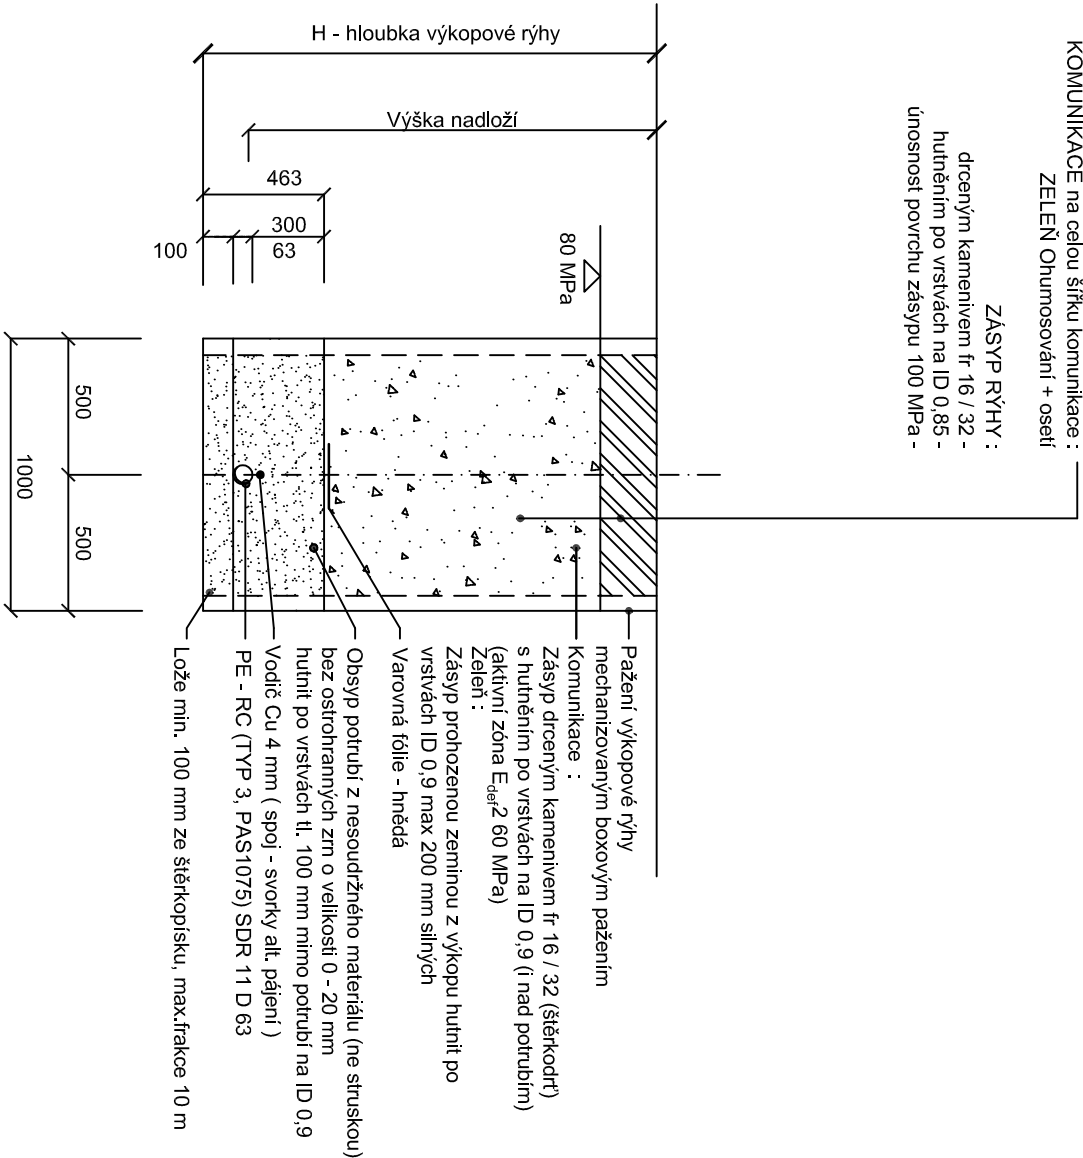 KOMUNIKACE na celou šířku komunikace :
ZELEŇ Ohumosování + osetí
ZÁSYP RÝHY :
drceným kamenivem fr 16 / 32 -
hutněním po vrstvách na ID 0,85 -
únosnost povrchu zásypu 100 MPa -
H - hloubka výkopové rýhy
Výška nadloží
463
300
63
100
80 MPa
500
500
1000
Pažení výkopové rýhy
mechanizovaným boxovým pažením
Komunikace :
Zásyp drceným kamenivem fr 16 / 32 (štěrkodrť)
s hutněním po vrstvách na ID 0,9 (i nad potrubím)
(aktivní zóna Edef2 60 MPa)
Zeleň :
Zásyp prohozenou zeminou z výkopu hutnit po
vrstvách ID 0,9 max 200 mm silných
Varovná fólie - hnědá
Obsyp potrubí z nesoudržného materiálu (ne struskou)
bez ostrohranných zrn o velikosti 0 - 20 mm
hutnit po vrstvách tl. 100 mm mimo potrubí na ID 0,9
Vodič Cu 4 mm ( spoj - svorky alt. pájení )
PE - RC (TYP 3, PAS1075) SDR 11 D 63
Lože min. 100 mm ze štěrkopísku, max.frakce 10 m